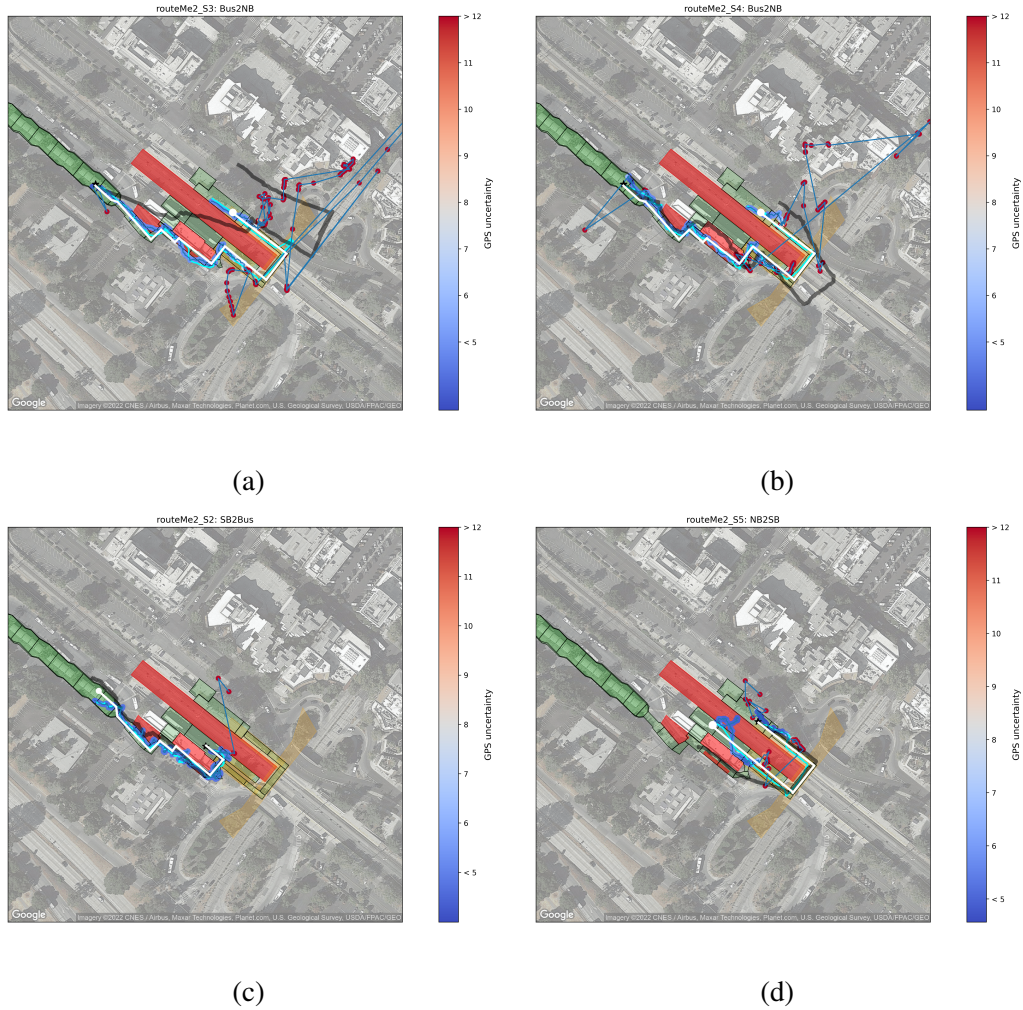 routeMe2_S3: Bus2NB
> 12
11
10
9
8
7
6
< 5
GPS uncertainty
Google
Imagery ©2022 CNES / Airbus, Maxar Technologies, Planet.com, U.S. Geological Survey, USDA/FPAC/GEO
(a)
routeMe2_S4: Bus2NB
> 12
11
10
9
8
7
6
< 5
GPS uncertainty
Google
Imagery ©2022 CNES / Airbus, Maxar Technologies, Planet.com, U.S. Geological Survey, USDA/FPAC/GEO
(b)
routeMe2_S2: SB2Bus
> 12
11
10
9
8
7
6
< 5
GPS uncertainty
Google
Imagery ©2022 CNES / Airbus, Maxar Technologies, Planet.com, U.S. Geological Survey, USDA/FPAC/GEO
(c)
routeMe2_S5: NB2SB
> 12
11
10
9
8
7
6
< 5
GPS uncertainty
Google
Imagery ©2022 CNES / Airbus, Maxar Technologies, Planet.com, U.S. Geological Survey, USDA/FPAC/GEO
(d)